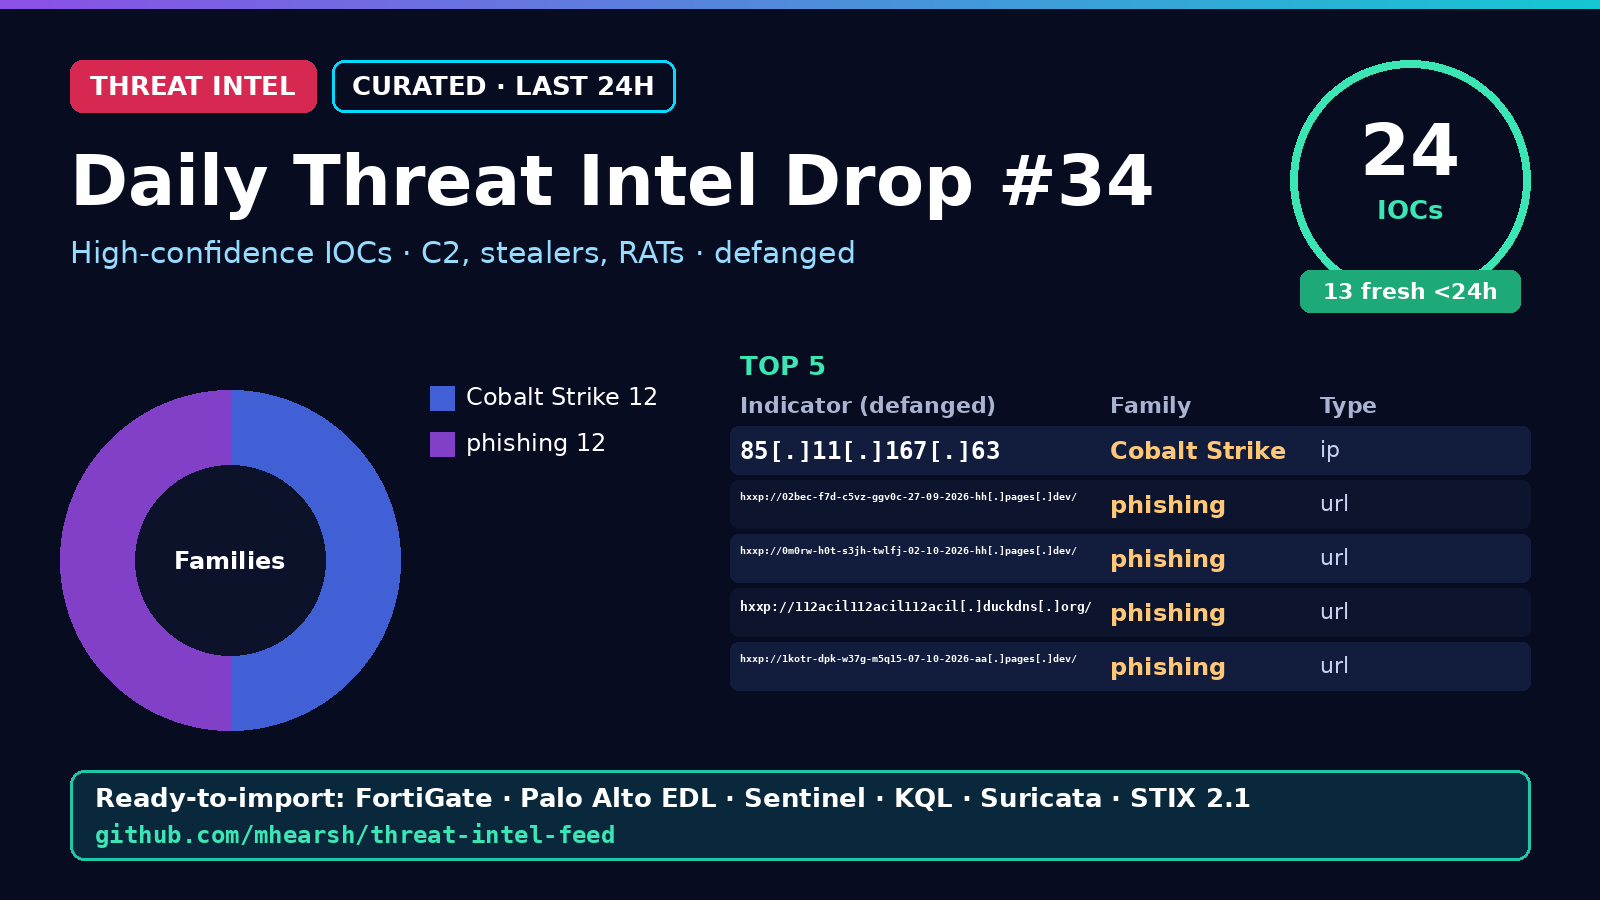 THREAT INTEL
CURATED · LAST 24H
Daily Threat Intel Drop #34
High-confidence IOCs · C2, stealers, RATs · defanged
24
IOCs
13 fresh <24h
Families
Cobalt Strike 12
phishing 12
TOP 5
Indicator (defanged) Family Type
85[.]11[.]167[.]63 Cobalt Strike ip
hxxp://02bec-f7d-c5vz-ggv0c-27-09-2026-hh[.]pages[.]dev/ phishing url
hxxp://0m0rw-h0t-s3jh-twlfj-02-10-2026-hh[.]pages[.]dev/ phishing url
hxxp://112acil112acil112acil[.]duckdns[.]org/ phishing url
hxxp://1kotr-dpk-w37g-m5q15-07-10-2026-aa[.]pages[.]dev/ phishing url
Ready-to-import: FortiGate · Palo Alto EDL · Sentinel · KQL · Suricata · STIX 2.1
github.com/mhearsh/threat-intel-feed